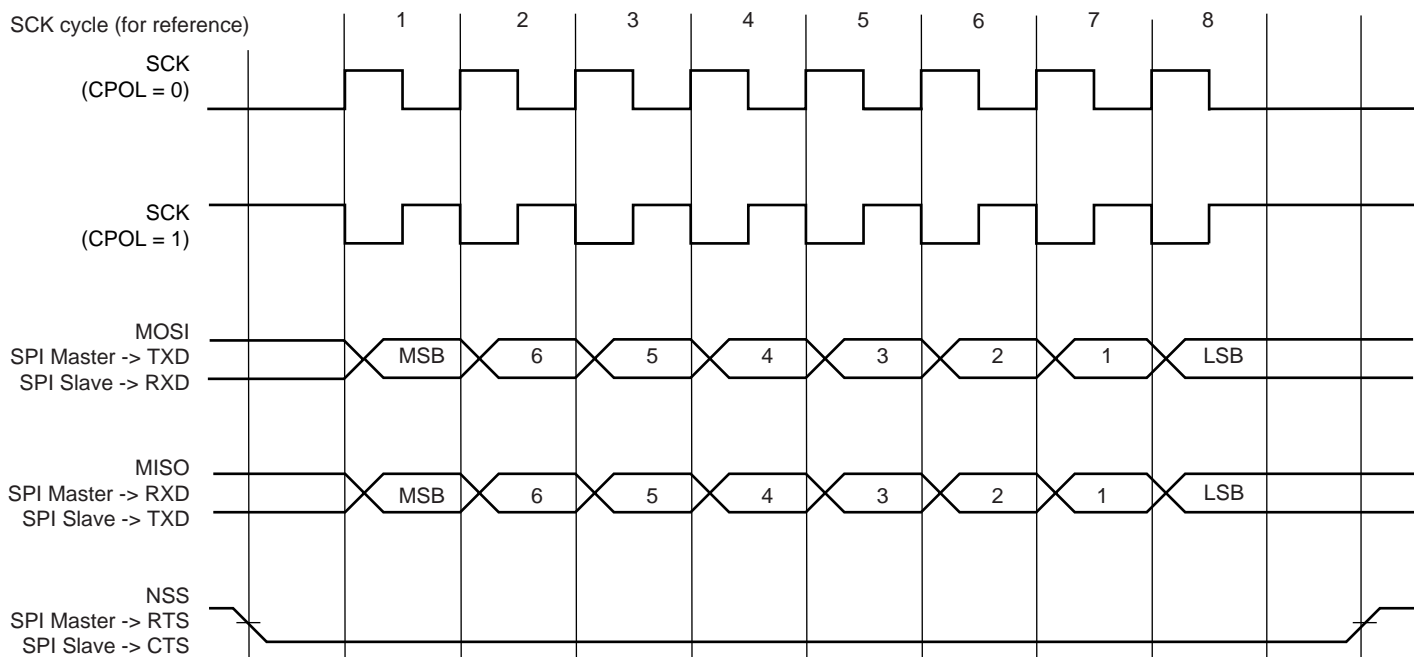 SCK cycle (for reference) 1 2 3 4 5 6 7 8
SCK
(CPOL = 0)
SCK
(CPOL = 1)
MOSI
SPI Master -> TXD
SPI Slave -> RXD
MSB 6 5 4 3 2 1 LSB
MISO
SPI Master -> RXD
SPI Slave -> TXD
MSB 6 5 4 3 2 1 LSB
NSS
SPI Master -> RTS
SPI Slave -> CTS